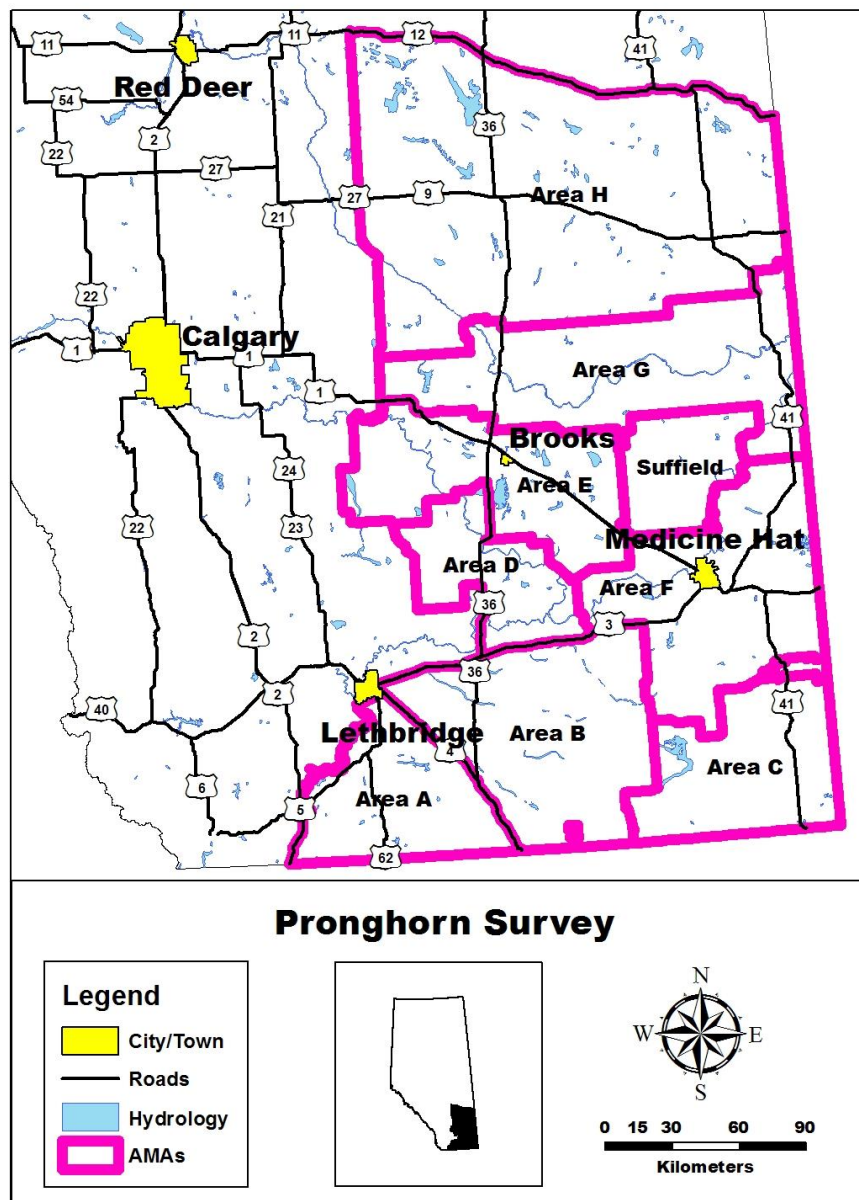 11
11
12
41
Red Deer
54
2
36
22
27
27
9
Area H
21
22
Calgary
1
1
1
Area G
41
Brooks
24
Suffield
Area E
22
23
Medicine Hat
Area D
Area F
36
3
2
36
2
41
40
Lethbridge
Area B
4
Area C
6
Area A
5
62
Pronghorn Survey
Legend
City/Town
Roads
Hydrology
AMAs
N
W
E
S
0 15 30 60 90
Kilometers